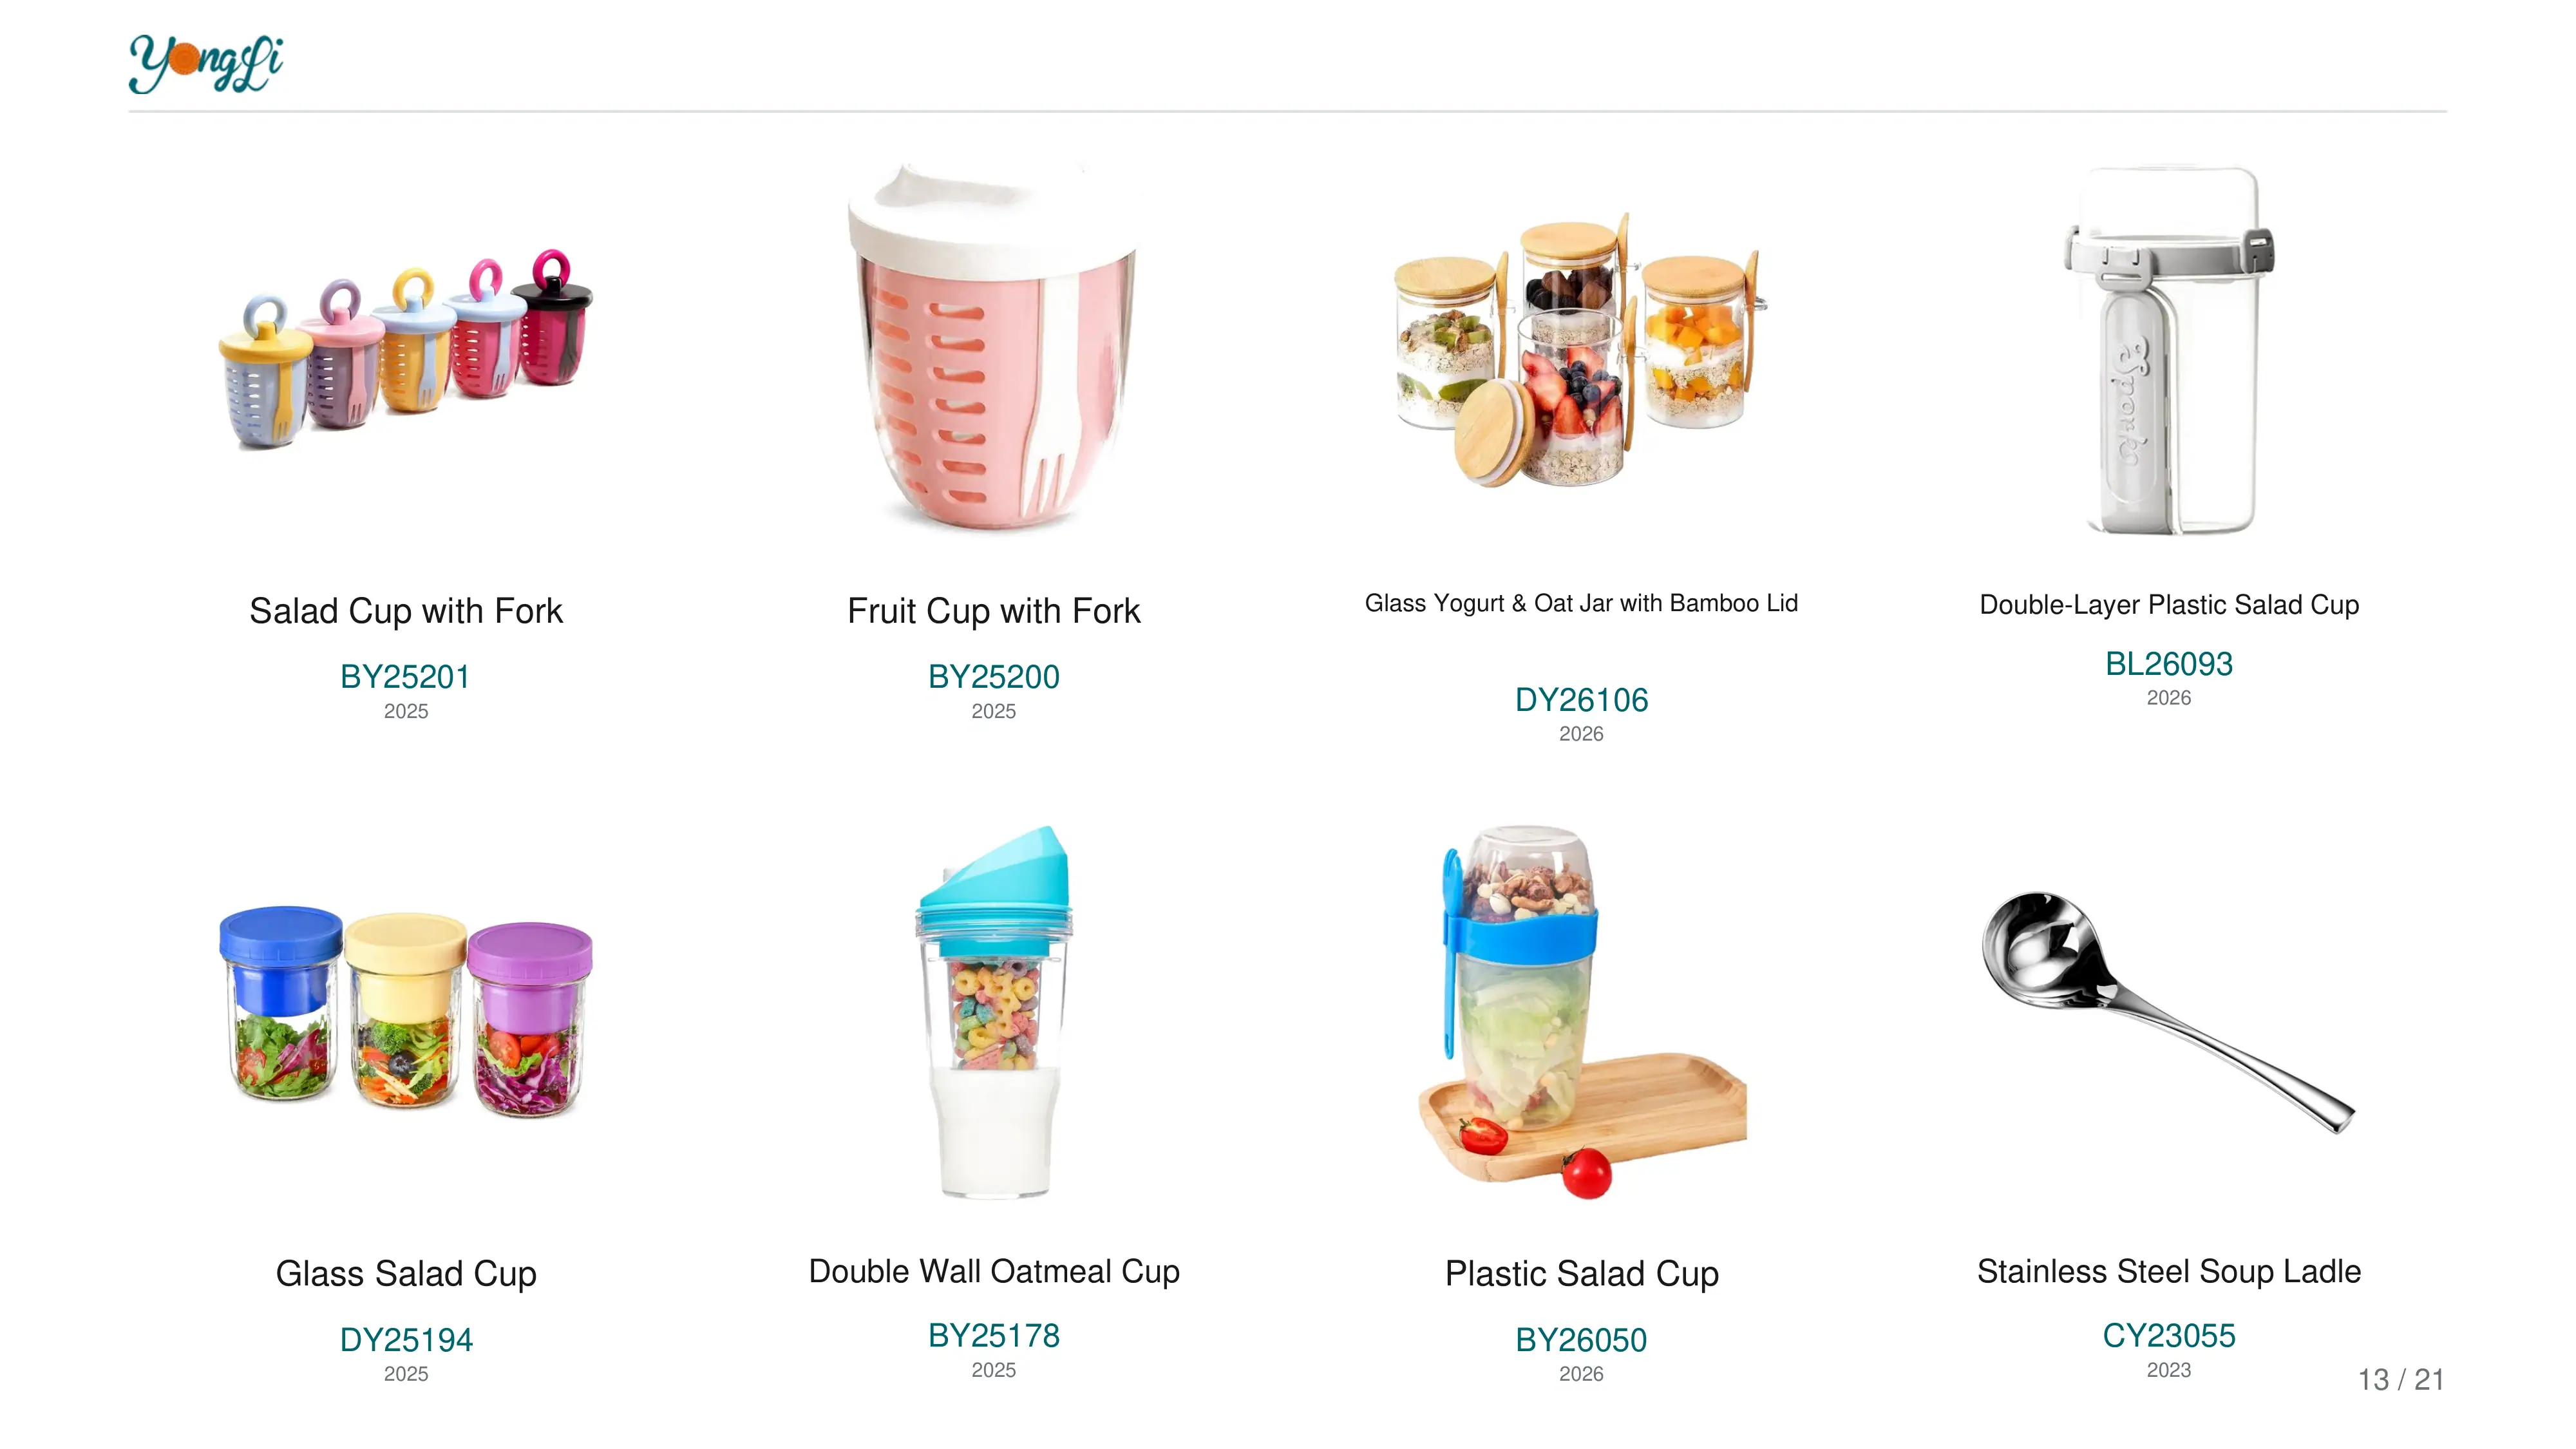 YongLi
Salad Cup with Fork
BY25201
2025
Fruit Cup with Fork
BY25200
2025
Glass Yogurt & Oat Jar with Bamboo Lid
DY26106
2026
Spork
Double-Layer Plastic Salad Cup
BL26093
2026
Glass Salad Cup
DY25194
2025
Double Wall Oatmeal Cup
BY25178
2025
Plastic Salad Cup
BY26050
2026
Stainless Steel Soup Ladle
CY23055
2023
13 / 21